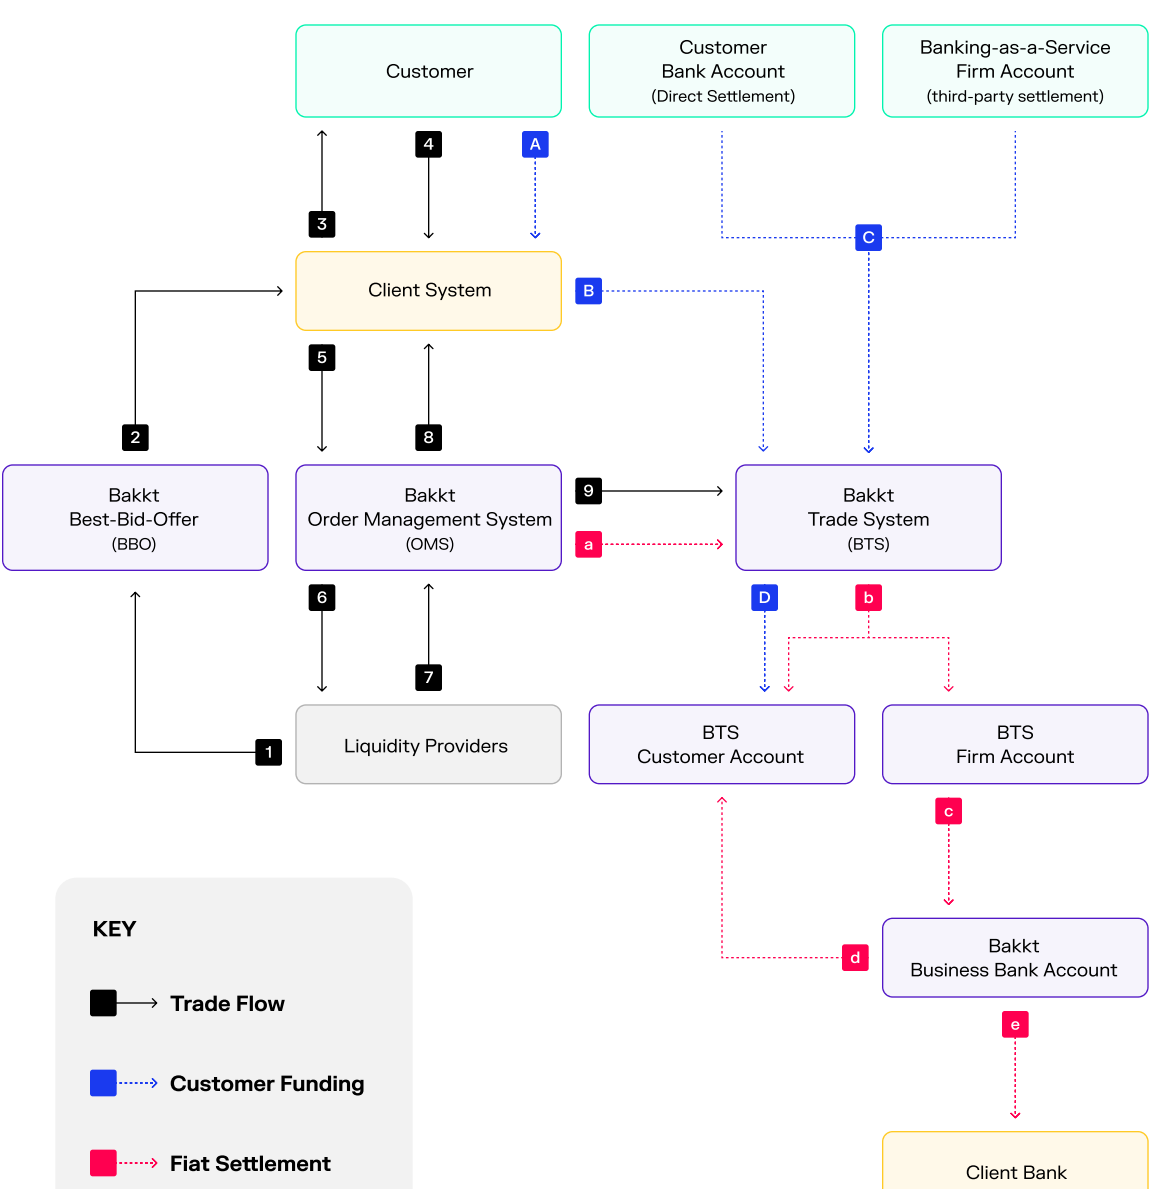 Customer
Customer
Bank Account
(Direct Settlement)
Banking-as-a-Service
Firm Account
(third-party settlement)
4
A
3
C
Client System
B
5
2
8
Bakkt
Best-Bid-Offer
(BBO)
Bakkt
Order Management System
(OMS)
9
a
Bakkt
Trade System
(BTS)
6
D
b
7
1
Liquidity Providers
BTS
Customer Account
BTS
Firm Account
c
d
Bakkt
Business Bank Account
e
Client Bank
KEY
Trade Flow
Customer Funding
Fiat Settlement